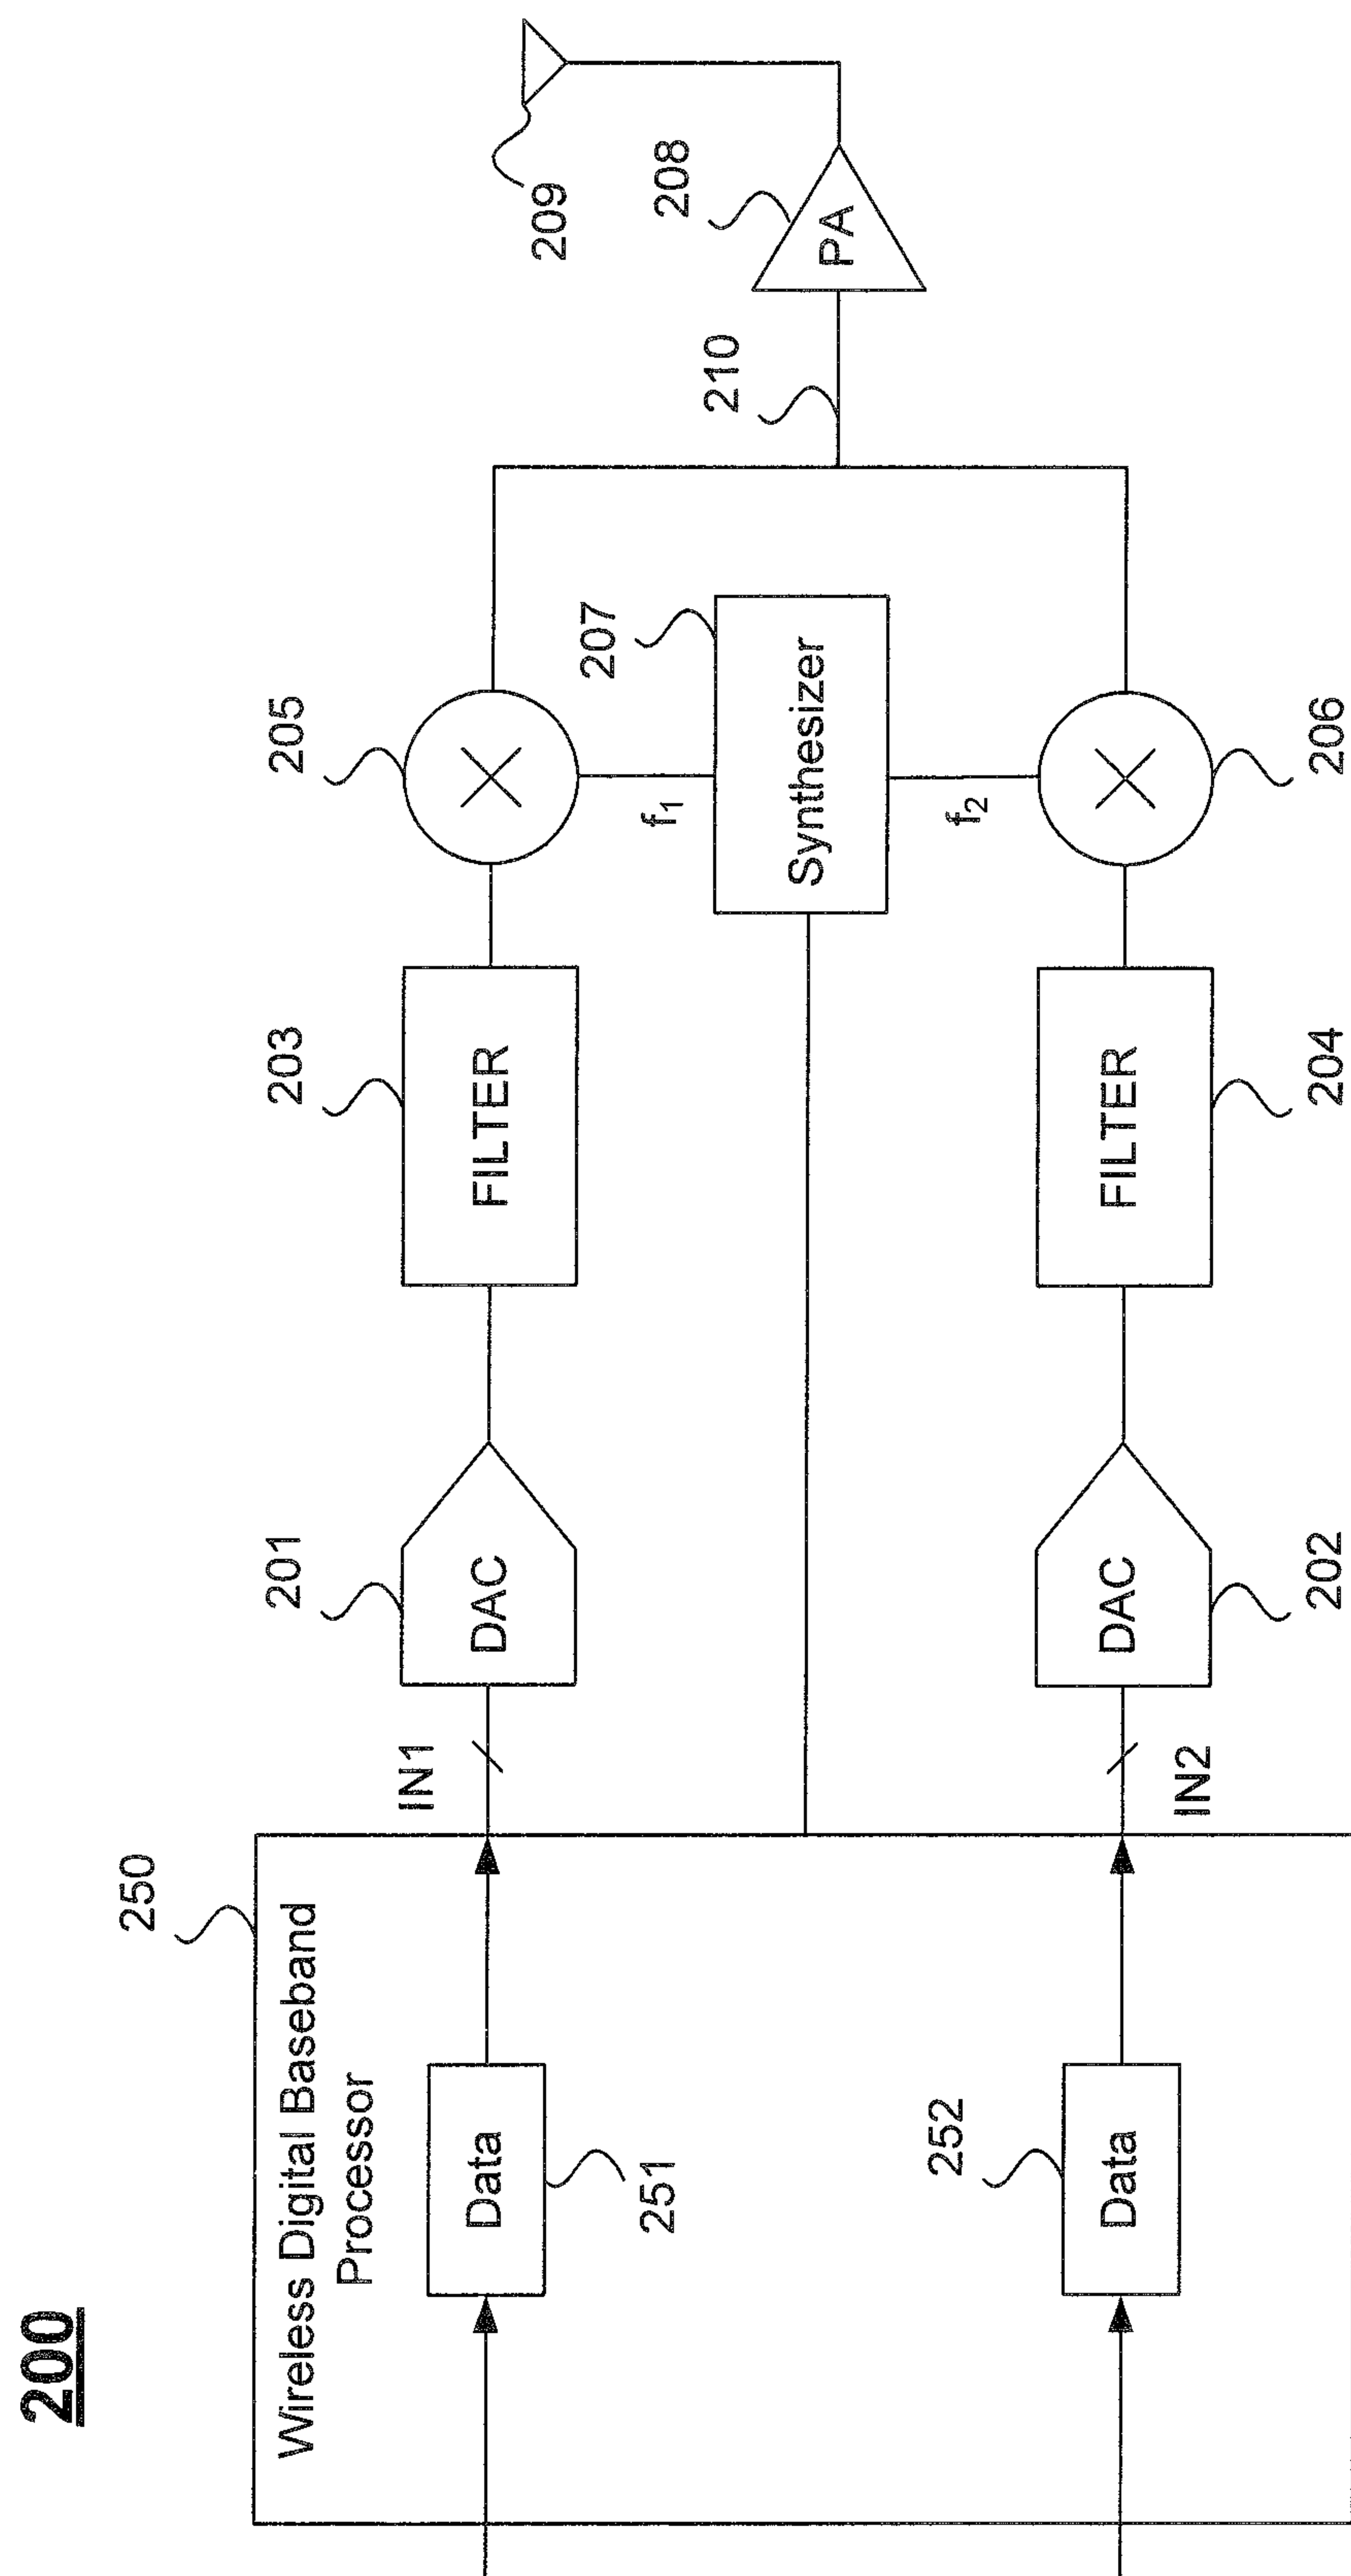 200
250
Wireless Digital Baseband
Processor
Data
251
252
Data
IN1
IN2
201
DAC
DAC
202
203
FILTER
FILTER
204
205
f1
207
Synthesizer
f2
206
210
208
PA
209